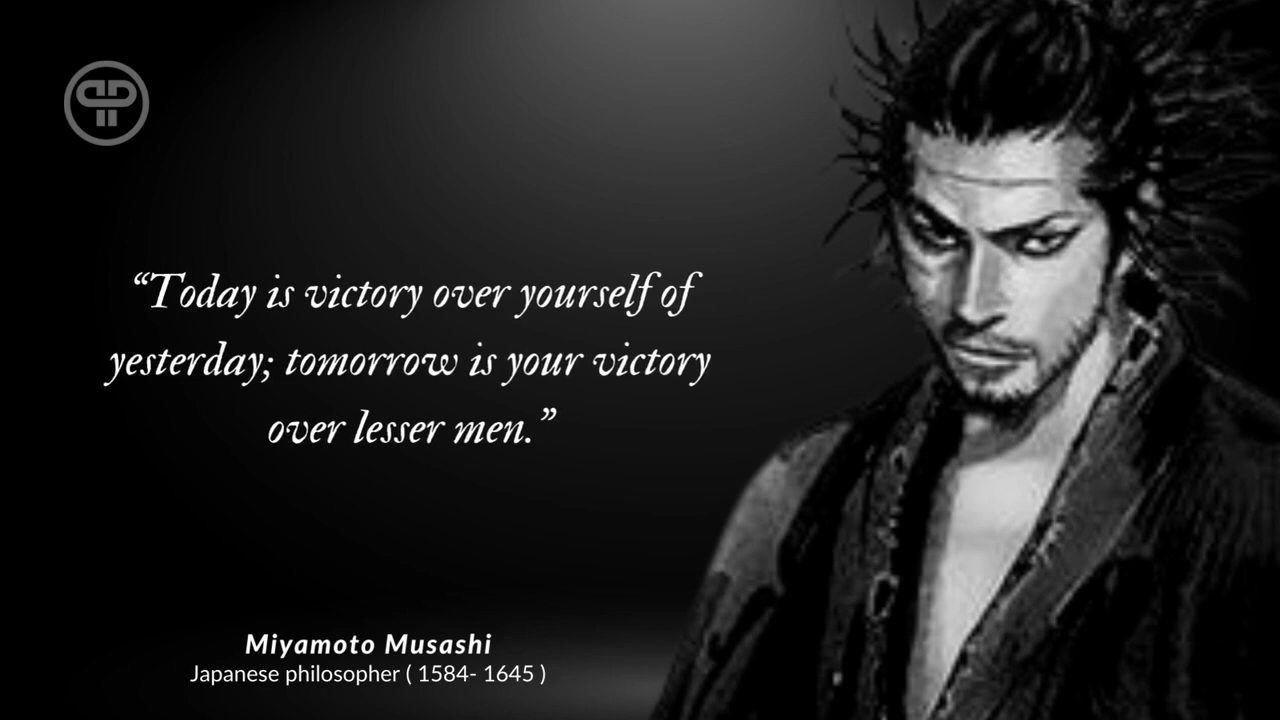 “Today is victory over yourself of
yesterday; tomorrow is your victory
over lesser men.”
Miyamoto Musashi
Japanese philosopher ( 1584- 1645 )